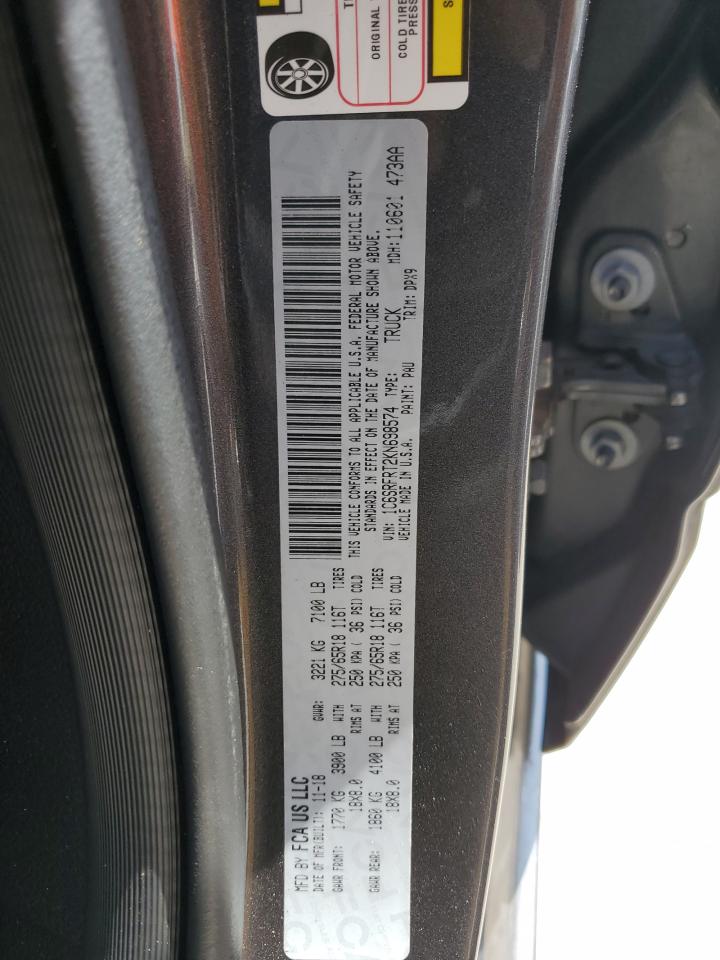 T
ORIGINAL
COLD TIRE
PRESS
S
MFD BY FCA US LLC
DATE OF MFR(BUILT): 11-18 GVWR: 3221 KG 7100 LB
GAWR FRONT: 1770 KG 3900 LB WITH 275/65R18 116T TIRES
18X8.0 RIMS AT 250 KPA ( 36 PSI) COLD
GAWR REAR: 1860 KG 4100 LB WITH 275/65R18 116T TIRES
18X8.0 RIMS AT 250 KPA ( 36 PSI) COLD
THIS VEHICLE CONFORMS TO ALL APPLICABLE U.S.A. FEDERAL MOTOR VEHICLE SAFETY
STANDARDS IN EFFECT ON THE DATE OF MANUFACTURE SHOWN ABOVE.
VIN: 1C6SRFRT2KN698574 TYPE: TRUCK MDH: 110601 473AA
VEHICLE MADE IN U.S.A. PAINT: PAU TRIM: DPX9